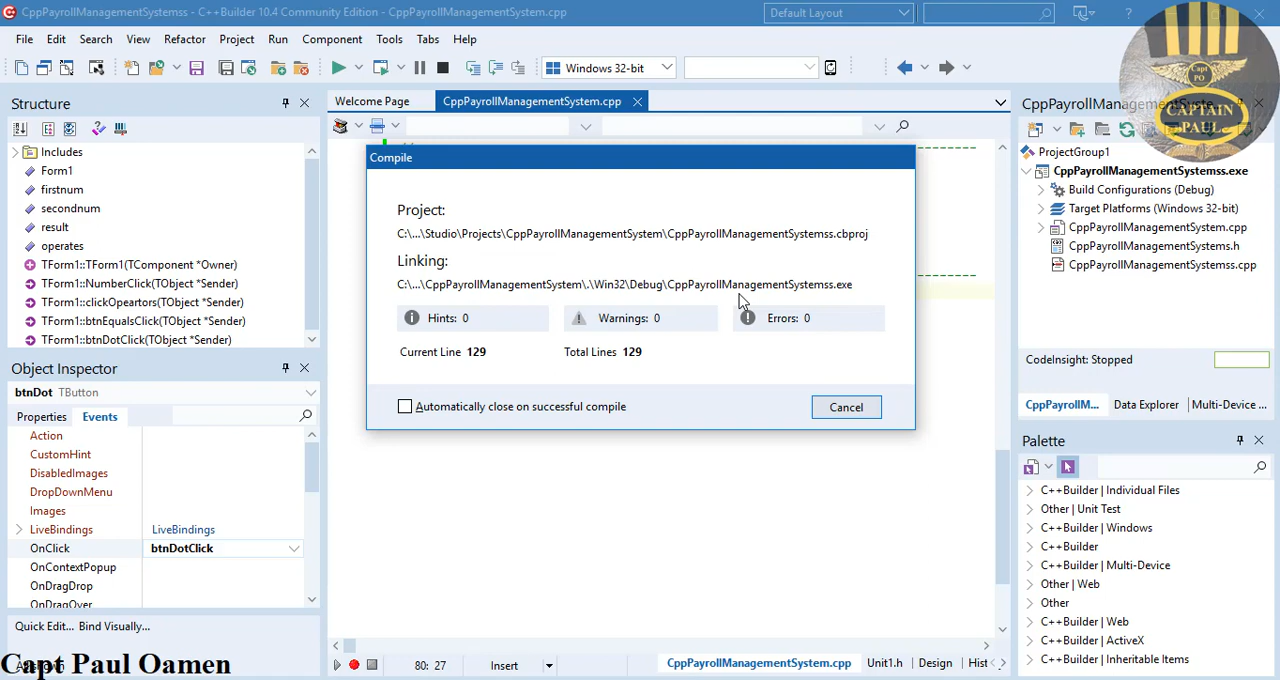 CppPayrollManagementSystemss - C++Builder 10.4 Community Edition - CppPayrollManagementSystem.cpp
Default Layout
File Edit Search View Refactor Project Run Component Tools Tabs Help
Windows 32-bit
Structure
Includes
Form1
firstnum
secondnum
result
operates
TForm1::TForm1(TComponent *Owner)
TForm1::NumberClick(TObject *Sender)
TForm1::clickOpeartors(TObject *Sender)
TForm1::btnEqualsClick(TObject *Sender)
TForm1::btnDotClick(TObject *Sender)
Object Inspector
btnDot TButton
Properties Events
Action
CustomHint
DisabledImages
DropDownMenu
Images
LiveBindings LiveBindings
OnClick btnDotClick
OnContextPopup
OnDragDrop
OnDragOver
Quick Edit... Bind Visually...
All shown
Capt Paul Oamen
Welcome Page CppPayrollManagementSystem.cpp
Compile
Project:
C:\...\Studio\Projects\CppPayrollManagementSystem\CppPayrollManagementSystemss.cbproj
Linking:
C:\...\CppPayrollManagementSystem\.\Win32\Debug\CppPayrollManagementSystemss.exe
Hints: 0 Warnings: 0 Errors: 0
Current Line 129 Total Lines 129
Automatically close on successful compile Cancel
80: 27 Insert CppPayrollManagementSystem.cpp Unit1.h Design Hist
CppPayrollManagementSyste
Capt
PO
CAPTAIN
PAUL
ProjectGroup1
CppPayrollManagementSystemss.exe
Build Configurations (Debug)
Target Platforms (Windows 32-bit)
CppPayrollManagementSystem.cpp
CppPayrollManagementSystems.h
CppPayrollManagementSystemss.cpp
CodeInsight: Stopped
CppPayrollM... Data Explorer Multi-Device ...
Palette
C++Builder | Individual Files
Other | Unit Test
C++Builder | Windows
C++Builder
C++Builder | Multi-Device
Other | Web
Other
C++Builder | Web
C++Builder | ActiveX
C++Builder | Inheritable Items